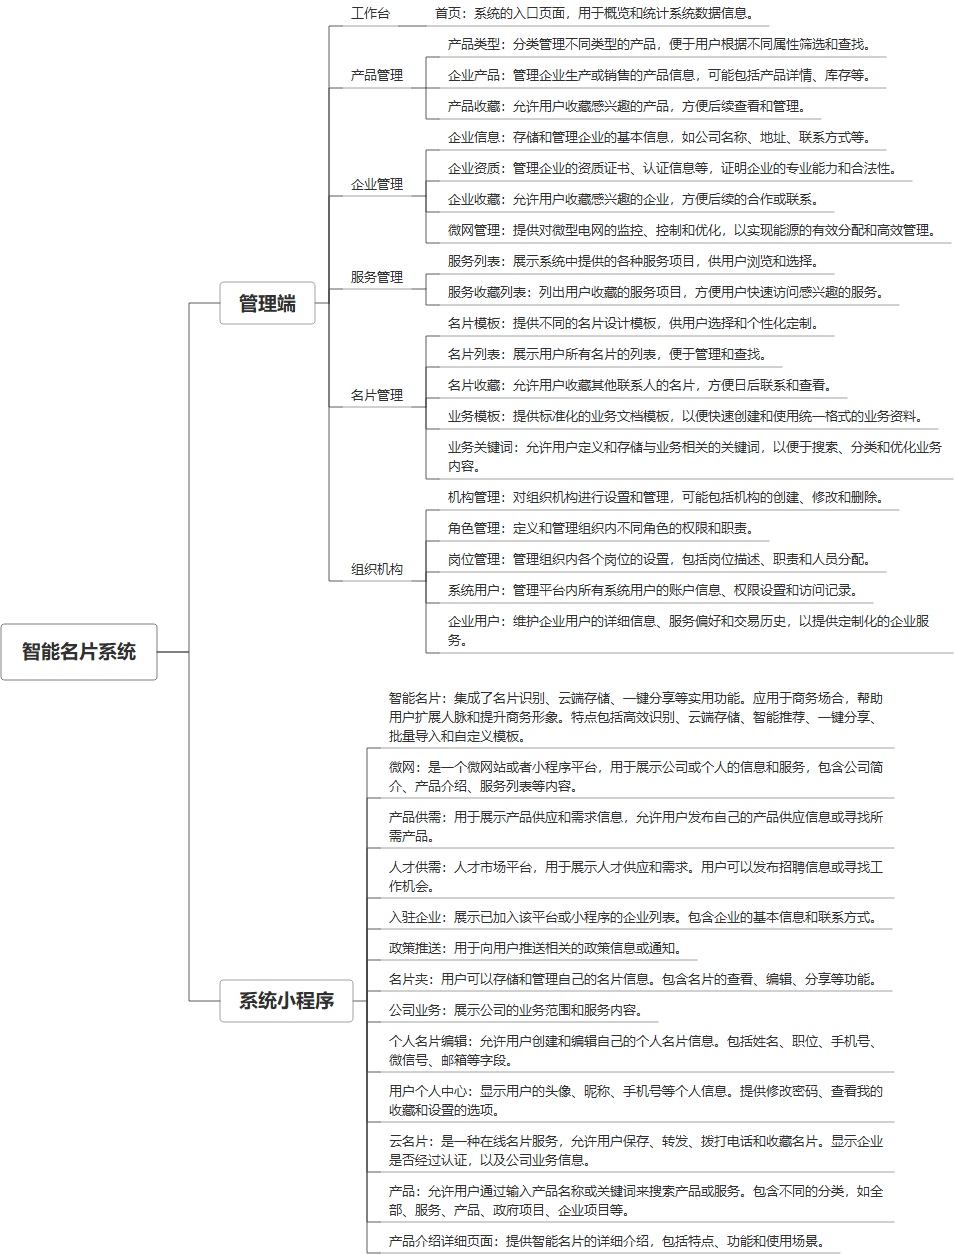 智能名片系统
管理端
工作台
首页：系统的入口页面，用于概览和统计系统数据信息。
产品管理
产品类型：分类管理不同类型的产品，便于用户根据不同属性筛选和查找。
企业产品：管理企业生产或销售的产品信息，可能包括产品详情、库存等。
产品收藏：允许用户收藏感兴趣的产品，方便后续查看和管理。
企业管理
企业信息：存储和管理企业的基本信息，如公司名称、地址、联系方式等。
企业资质：管理企业的资质证书、认证信息等，证明企业的专业能力和合法性。
企业收藏：允许用户收藏感兴趣的企业，方便后续的合作或联系。
微网管理：提供对微型电网的监控、控制和优化，以实现能源的有效分配和高效管理。
服务管理
服务列表：展示系统中提供的各种服务项目，供用户浏览和选择。
服务收藏列表：列出用户收藏的服务项目，方便用户快速访问感兴趣的服务。
名片管理
名片模板：提供不同的名片设计模板，供用户选择和个性化定制。
名片列表：展示用户所有名片的列表，便于管理和查找。
名片收藏：允许用户收藏其他联系人的名片，方便日后联系和查看。
业务模板：提供标准化的业务文档模板，以便快速创建和使用统一格式的业务资料。
业务关键词：允许用户定义和存储与业务相关的关键词，以便于搜索、分类和优化业务
内容。
组织机构
机构管理：对组织机构进行设置和管理，可能包括机构的创建、修改和删除。
角色管理：定义和管理组织内不同角色的权限和职责。
岗位管理：管理组织内各个岗位的设置，包括岗位描述、职责和人员分配。
系统用户：管理平台内所有系统用户的账户信息、权限设置和访问记录。
企业用户：维护企业用户的详细信息、服务偏好和交易历史，以提供定制化的企业服
务。
系统小程序
智能名片：集成了名片识别、云端存储、一键分享等实用功能。应用于商务场合，帮助
用户扩展人脉和提升商务形象。特点包括高效识别、云端存储、智能推荐、一键分享、
批量导入和自定义模板。
微网：是一个微网站或者小程序平台，用于展示公司或个人的信息和服务，包含公司简
介、产品介绍、服务列表等内容。
产品供需：用于展示产品供应和需求信息，允许用户发布自己的产品供应信息或寻找所
需产品。
人才供需：人才市场平台，用于展示人才供应和需求。用户可以发布招聘信息或寻找工
作机会。
入驻企业：展示已加入该平台或小程序的企业列表。包含企业的基本信息和联系方式。
政策推送：用于向用户推送相关的政策信息或通知。
名片夹：用户可以存储和管理自己的名片信息。包含名片的查看、编辑、分享等功能。
公司业务：展示公司的业务范围和服务内容。
个人名片编辑：允许用户创建和编辑自己的个人名片信息。包括姓名、职位、手机号、
微信号、邮箱等字段。
用户个人中心：显示用户的头像、昵称、手机号等个人信息。提供修改密码、查看我的
收藏和设置的选项。
云名片：是一种在线名片服务，允许用户保存、转发、拨打电话和收藏名片。显示企业
是否经过认证，以及公司业务信息。
产品：允许用户通过输入产品名称或关键词来搜索产品或服务。包含不同的分类，如全
部、服务、产品、政府项目、企业项目等。
产品介绍详细页面：提供智能名片的详细介绍，包括特点、功能和使用场景。